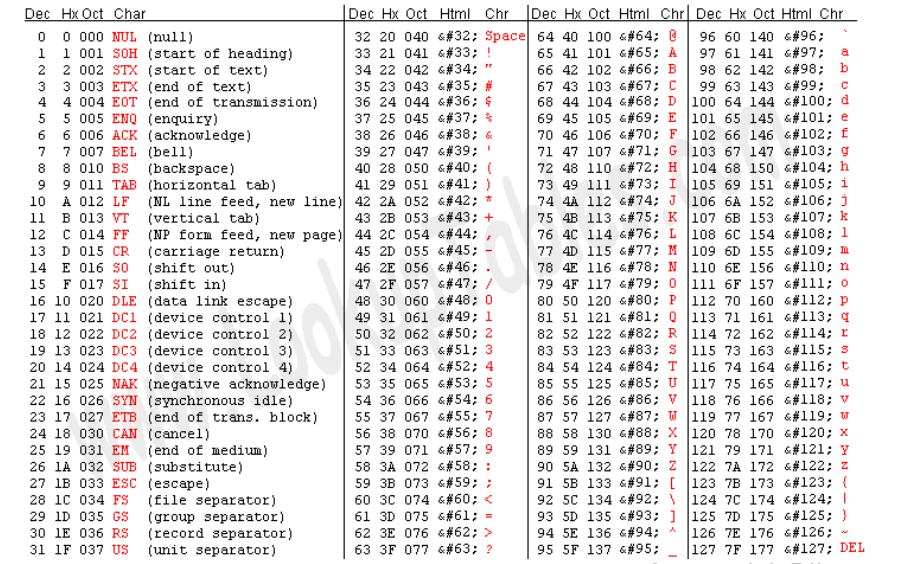 Dec Hx Oct Char Dec Hx Oct Html Chr Dec Hx Oct Html Chr Dec Hx Oct Html Chr
0 0 000 NUL (null) 32 20 040 &#32; Space 64 40 100 &#64; @ 96 60 140 &#96; `
1 1 001 SOH (start of heading) 33 21 041 &#33; ! 65 41 101 &#65; A 97 61 141 &#97; a
2 2 002 STX (start of text) 34 22 042 &#34; " 66 42 102 &#66; B 98 62 142 &#98; b
3 3 003 ETX (end of text) 35 23 043 &#35; # 67 43 103 &#67; C 99 63 143 &#99; c
4 4 004 EOT (end of transmission) 36 24 044 &#36; $ 68 44 104 &#68; D 100 64 144 &#100; d
5 5 005 ENQ (enquiry) 37 25 045 &#37; % 69 45 105 &#69; E 101 65 145 &#101; e
6 6 006 ACK (acknowledge) 38 26 046 &#38; & 70 46 106 &#70; F 102 66 146 &#102; f
7 7 007 BEL (bell) 39 27 047 &#39; ' 71 47 107 &#71; G 103 67 147 &#103; g
8 8 010 BS (backspace) 40 28 050 &#40; ( 72 48 110 &#72; H 104 68 150 &#104; h
9 9 011 TAB (horizontal tab) 41 29 051 &#41; ) 73 49 111 &#73; I 105 69 151 &#105; i
10 A 012 LF (NL line feed, new line) 42 2A 052 &#42; * 74 4A 112 &#74; J 106 6A 152 &#106; j
11 B 013 VT (vertical tab) 43 2B 053 &#43; + 75 4B 113 &#75; K 107 6B 153 &#107; k
12 C 014 FF (NP form feed, new page) 44 2C 054 &#44; , 76 4C 114 &#76; L 108 6C 154 &#108; l
13 D 015 CR (carriage return) 45 2D 055 &#45; - 77 4D 115 &#77; M 109 6D 155 &#109; m
14 E 016 SO (shift out) 46 2E 056 &#46; . 78 4E 116 &#78; N 110 6E 156 &#110; n
15 F 017 SI (shift in) 47 2F 057 &#47; / 79 4F 117 &#79; O 111 6F 157 &#111; o
16 10 020 DLE (data link escape) 48 30 060 &#48; 0 80 50 120 &#80; P 112 70 160 &#112; p
17 11 021 DC1 (device control 1) 49 31 061 &#49; 1 81 51 121 &#81; Q 113 71 161 &#113; q
18 12 022 DC2 (device control 2) 50 32 062 &#50; 2 82 52 122 &#82; R 114 72 162 &#114; r
19 13 023 DC3 (device control 3) 51 33 063 &#51; 3 83 53 123 &#83; S 115 73 163 &#115; s
20 14 024 DC4 (device control 4) 52 34 064 &#52; 4 84 54 124 &#84; T 116 74 164 &#116; t
21 15 025 NAK (negative acknowledge) 53 35 065 &#53; 5 85 55 125 &#85; U 117 75 165 &#117; u
22 16 026 SYN (synchronous idle) 54 36 066 &#54; 6 86 56 126 &#86; V 118 76 166 &#118; v
23 17 027 ETB (end of trans. block) 55 37 067 &#55; 7 87 57 127 &#87; W 119 77 167 &#119; w
24 18 030 CAN (cancel) 56 38 070 &#56; 8 88 58 130 &#88; X 120 78 170 &#120; x
25 19 031 EM (end of medium) 57 39 071 &#57; 9 89 59 131 &#89; Y 121 79 171 &#121; y
26 1A 032 SUB (substitute) 58 3A 072 &#58; : 90 5A 132 &#90; Z 122 7A 172 &#122; z
27 1B 033 ESC (escape) 59 3B 073 &#59; ; 91 5B 133 &#91; [ 123 7B 173 &#123; {
28 1C 034 FS (file separator) 60 3C 074 &#60; < 92 5C 134 &#92; \ 124 7C 174 &#124; |
29 1D 035 GS (group separator) 61 3D 075 &#61; = 93 5D 135 &#93; ] 125 7D 175 &#125; }
30 1E 036 RS (record separator) 62 3E 076 &#62; > 94 5E 136 &#94; ^ 126 7E 176 &#126; ~
31 1F 037 US (unit separator) 63 3F 077 &#63; ? 95 5F 137 &#95; _ 127 7F 177 &#127; DEL
www.LookupTables.com